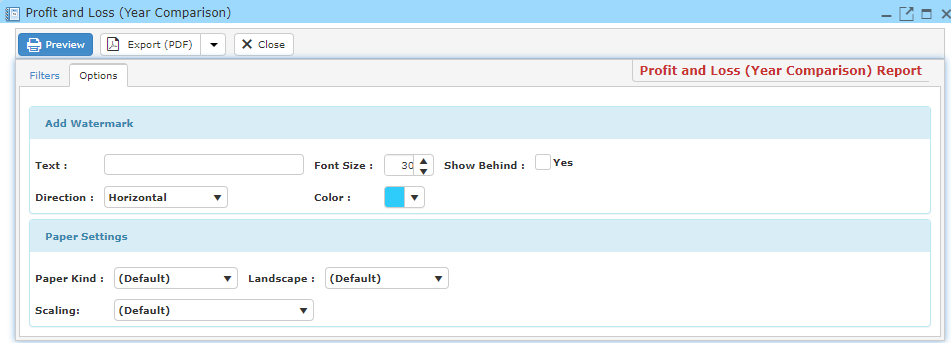 Profit and Loss (Year Comparison)
Preview Export (PDF) Close
Filters Options Profit and Loss (Year Comparison) Report
Add Watermark
Text : Font Size : 30 Show Behind : Yes
Direction : Horizontal Color :
Paper Settings
Paper Kind : (Default) Landscape : (Default)
Scaling: (Default)